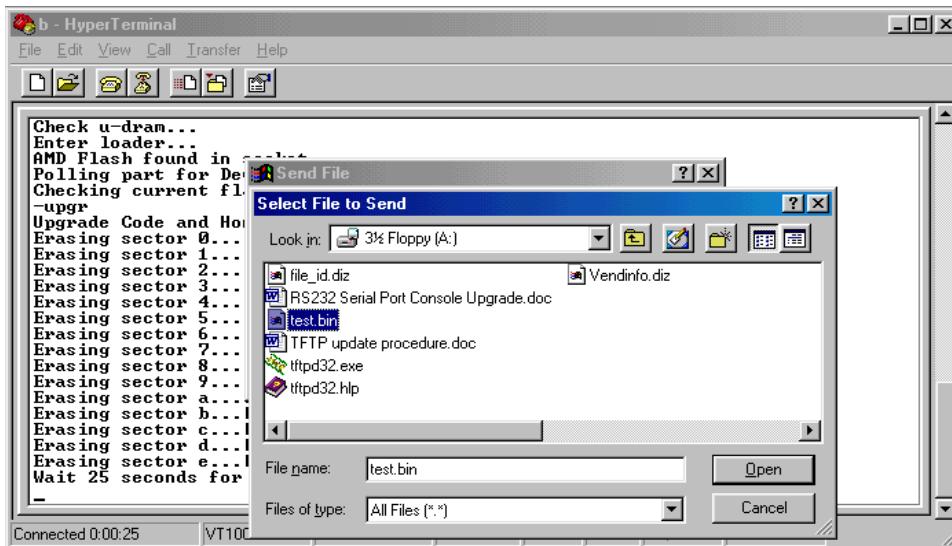 b - HyperTerminal
File Edit View Call Transfer Help
Check u-dram...
Enter loader...
AMD Flash found in socket
Polling part for
Checking current
-upgr
Upgrade Code and
Erasing sector 0...
Erasing sector 1...
Erasing sector 2...
Erasing sector 3...
Erasing sector 4...
Erasing sector 5...
Erasing sector 6...
Erasing sector 7...
Erasing sector 8...
Erasing sector 9...
Erasing sector a...
Erasing sector b...
Erasing sector c...
Erasing sector d...
Erasing sector e...
Wait 25 seconds for
Send File
Select File to Send
Look in: 3½ Floppy (A:)
file_id.diz
RS232 Serial Port Console Upgrade.doc
test.bin
TFTP update procedure.doc
tftpd32.exe
tftpd32.hlp
Vendinfo.diz
File name: test.bin Open
Files of type: All Files (*.*) Cancel
Connected 0:00:25 VT100